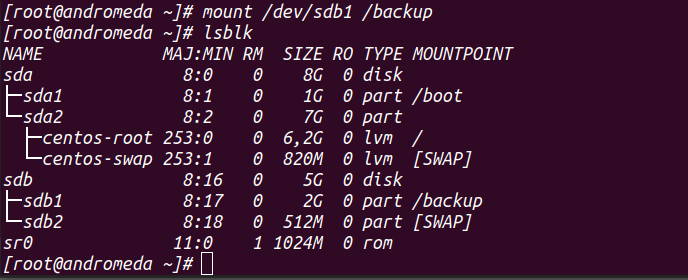 [root@andromeda ~]# mount /dev/sdb1 /backup
[root@andromeda ~]# lsblk
NAME            MAJ:MIN RM  SIZE RO TYPE MOUNTPOINT
sda               8:0    0    8G  0 disk
├─sda1            8:1    0    1G  0 part /boot
└─sda2            8:2    0    7G  0 part
  ├─centos-root 253:0    0  6,2G  0 lvm  /
  └─centos-swap 253:1    0  820M  0 lvm  [SWAP]
sdb               8:16   0    5G  0 disk
├─sdb1            8:17   0    2G  0 part /backup
└─sdb2            8:18   0  512M  0 part [SWAP]
sr0              11:0    1 1024M  0 rom
[root@andromeda ~]#